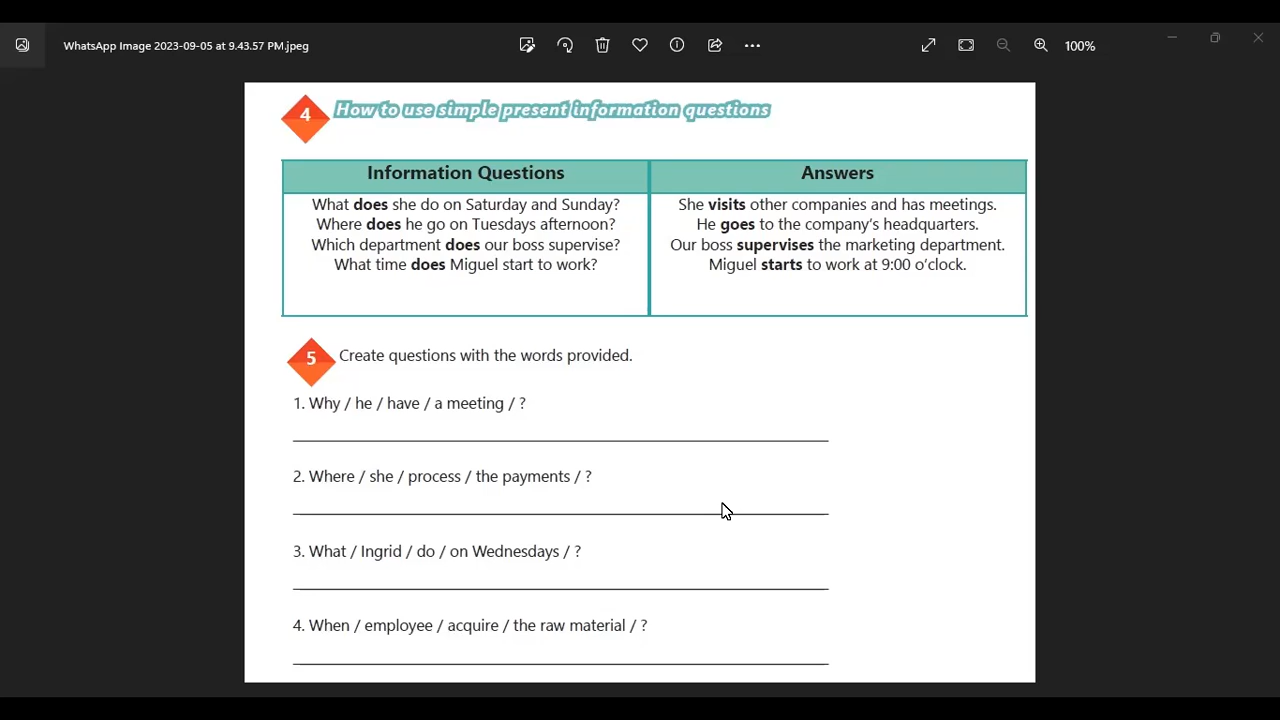 WhatsApp Image 2023-09-05 at 9.43.57 PM.jpeg
100%
4
How to use simple present information questions
Information Questions
Answers
What does she do on Saturday and Sunday?
She visits other companies and has meetings.
Where does he go on Tuesdays afternoon?
He goes to the company's headquarters.
Which department does our boss supervise?
Our boss supervises the marketing department.
What time does Miguel start to work?
Miguel starts to work at 9:00 o'clock.
5
Create questions with the words provided.
1. Why / he / have / a meeting / ?
2. Where / she / process / the payments / ?
3. What / Ingrid / do / on Wednesdays / ?
4. When / employee / acquire / the raw material / ?